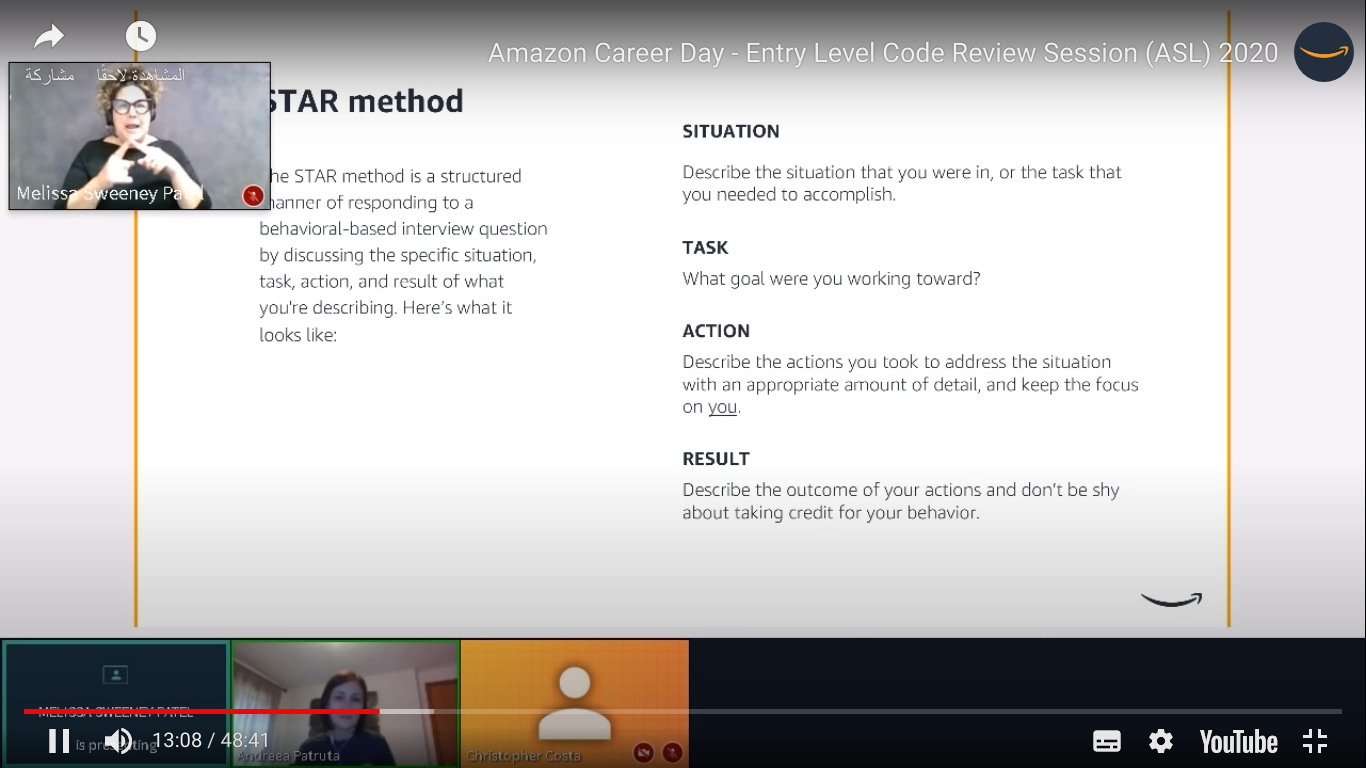 Amazon Career Day - Entry Level Code Review Session (ASL) 2020
مشاركة
المشاهدة لاحقًا
Melissa Sweeney Patel
STAR method
he STAR method is a structured
manner of responding to a
behavioral-based interview question
by discussing the specific situation,
task, action, and result of what
you're describing. Here's what it
looks like:
SITUATION
Describe the situation that you were in, or the task that
you needed to accomplish.
TASK
What goal were you working toward?
ACTION
Describe the actions you took to address the situation
with an appropriate amount of detail, and keep the focus
on you.
RESULT
Describe the outcome of your actions and don't be shy
about taking credit for your behavior.
MELISSA SWEENEY PATEL
is presenting
Andreea Patruta
Christopher Costa
13:08 / 48:41
YouTube